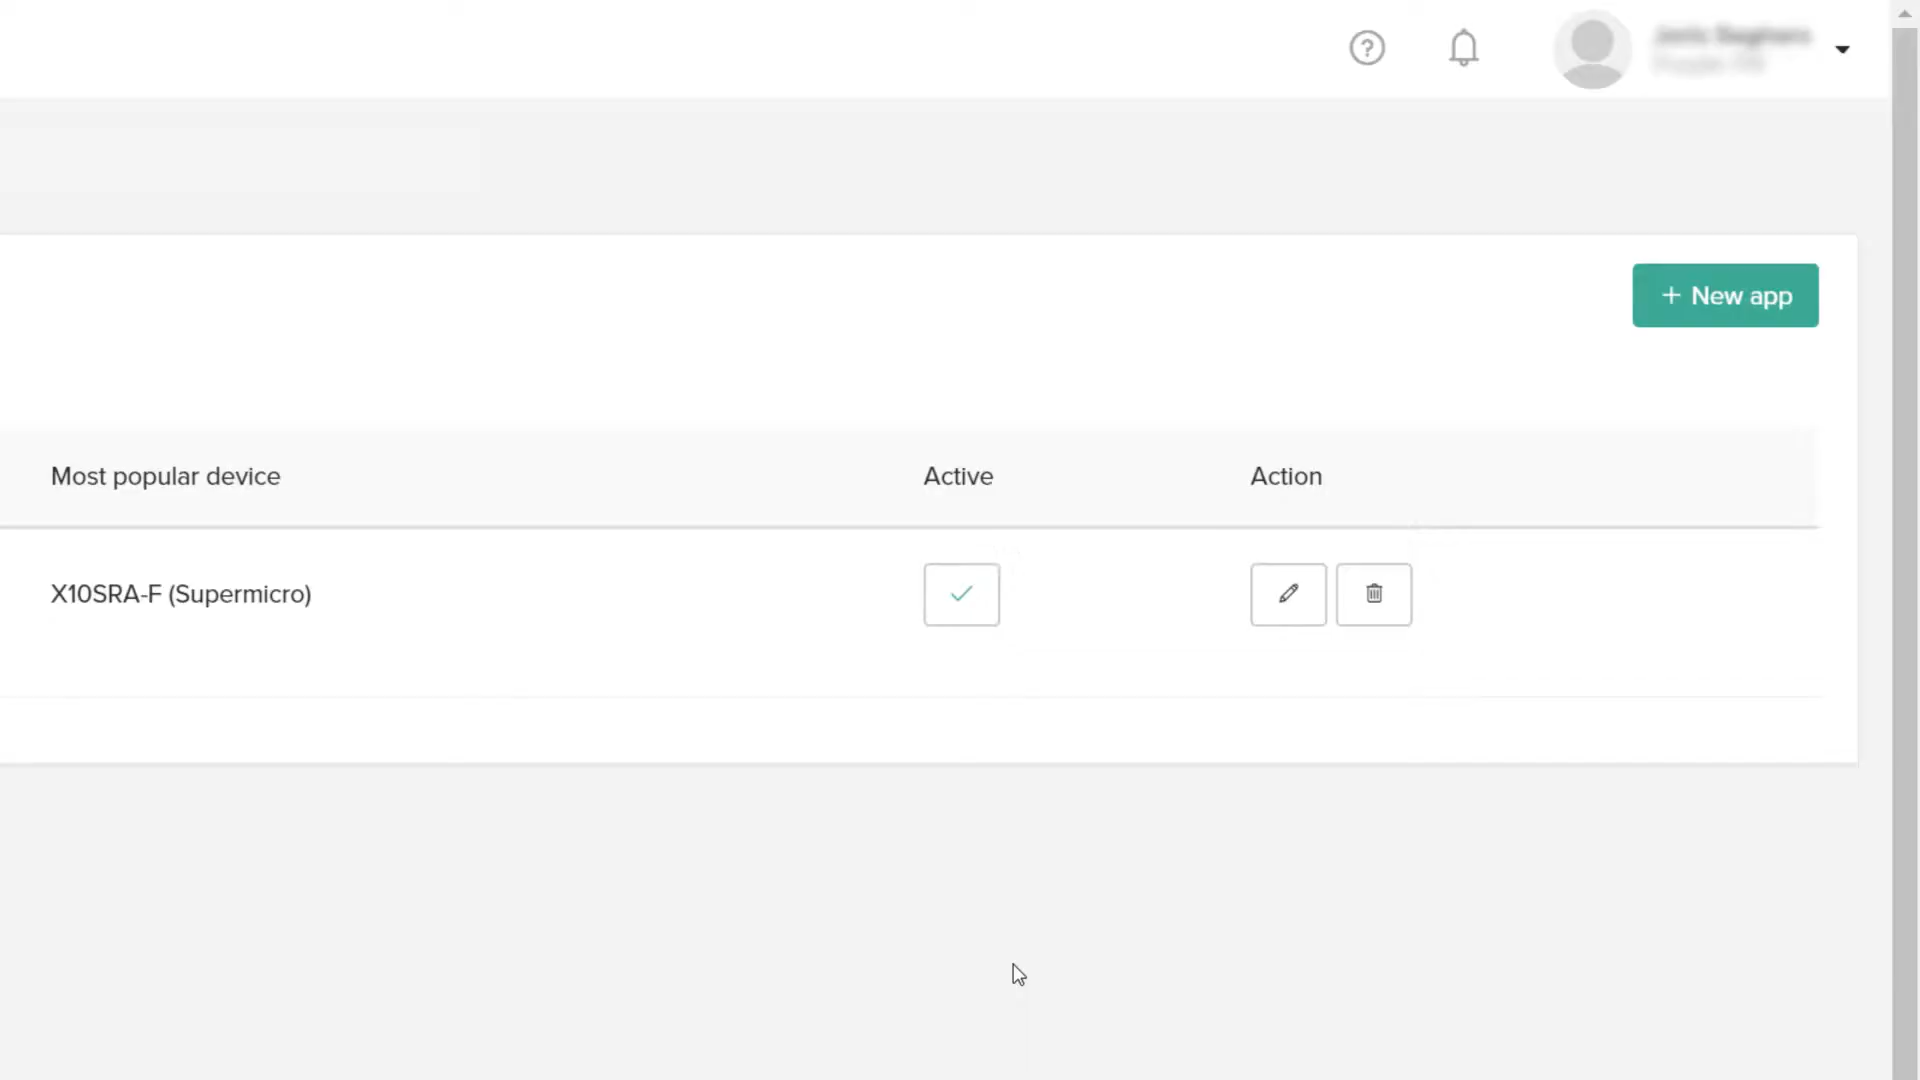 + New app
Most popular device Active Action
X10SRA-F (Supermicro)